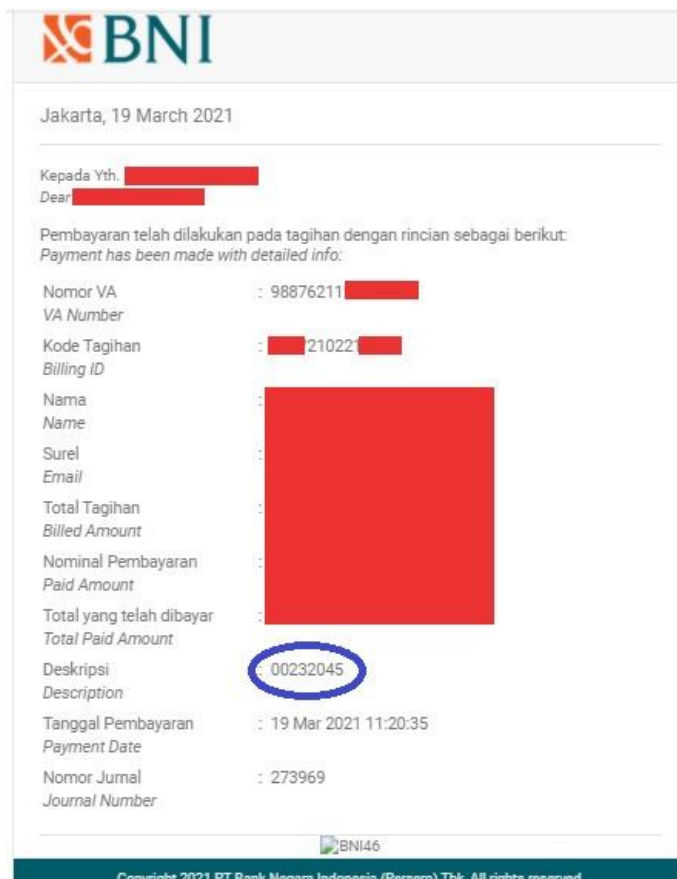 BNI
Jakarta, 19 March 2021
Kepada Yth.
Dear
Pembayaran telah dilakukan pada tagihan dengan rincian sebagai berikut:
Payment has been made with detailed info:
Nomor VA : 98876211
VA Number
Kode Tagihan : 210221
Billing ID
Nama :
Name
Surel :
Email
Total Tagihan :
Billed Amount
Nominal Pembayaran :
Paid Amount
Total yang telah dibayar :
Total Paid Amount
Deskripsi : 00232045
Description
Tanggal Pembayaran : 19 Mar 2021 11:20:35
Payment Date
Nomor Jurnal : 273969
Journal Number
BNI46
Copyright 2021 PT Bank Negara Indonesia (Persero) Tbk. All rights reserved